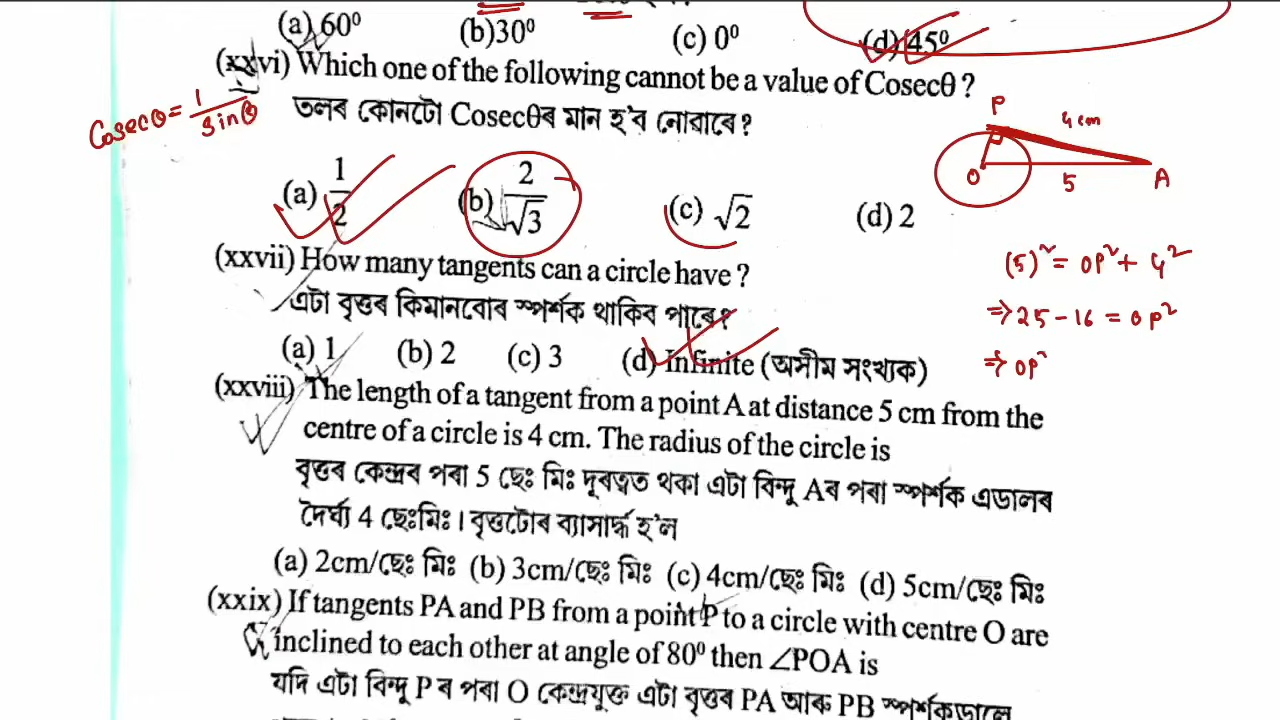 (a) 60⁰ (b)30⁰ (c) 0⁰ (d) 45⁰
(xxvi) Which one of the following cannot be a value of Cosecθ ?
Cosecθ = 1/Sinθ
তলৰ কোনটো Cosecθৰ মান হ'ব নোৱাৰে?
P 4cm
O 5 A
(a) 1/2 (b) 2/√3 (c) √2 (d) 2
(xxvii) How many tangents can a circle have ?
(5)² = OP² + 4²
এটা বৃত্তৰ কিমানবোৰ স্পৰ্শক থাকিব পাৰে?
⇒ 25 - 16 = OP²
(a) 1 (b) 2 (c) 3 (d) Infinite (অসীম সংখ্যক)
⇒ OP
(xxviii) The length of a tangent from a point A at distance 5 cm from the
centre of a circle is 4 cm. The radius of the circle is
বৃত্তৰ কেন্দ্ৰৰ পৰা 5 ছেঃ মিঃ দূৰত্বত থকা এটা বিন্দু Aৰ পৰা স্পৰ্শক এডালৰ
দৈৰ্ঘ্য 4 ছেঃমিঃ। বৃত্তটোৰ ব্যাসাৰ্দ্ধ হ'ল
(a) 2cm/ছেঃ মিঃ (b) 3cm/ছেঃ মিঃ (c) 4cm/ছেঃ মিঃ (d) 5cm/ছেঃ মিঃ
(xxix) If tangents PA and PB from a point P to a circle with centre O are
inclined to each other at angle of 80⁰ then ∠POA is
যদি এটা বিন্দু P ৰ পৰা O কেন্দ্ৰযুক্ত এটা বৃত্তৰ PA আৰু PB স্পৰ্শকডালে